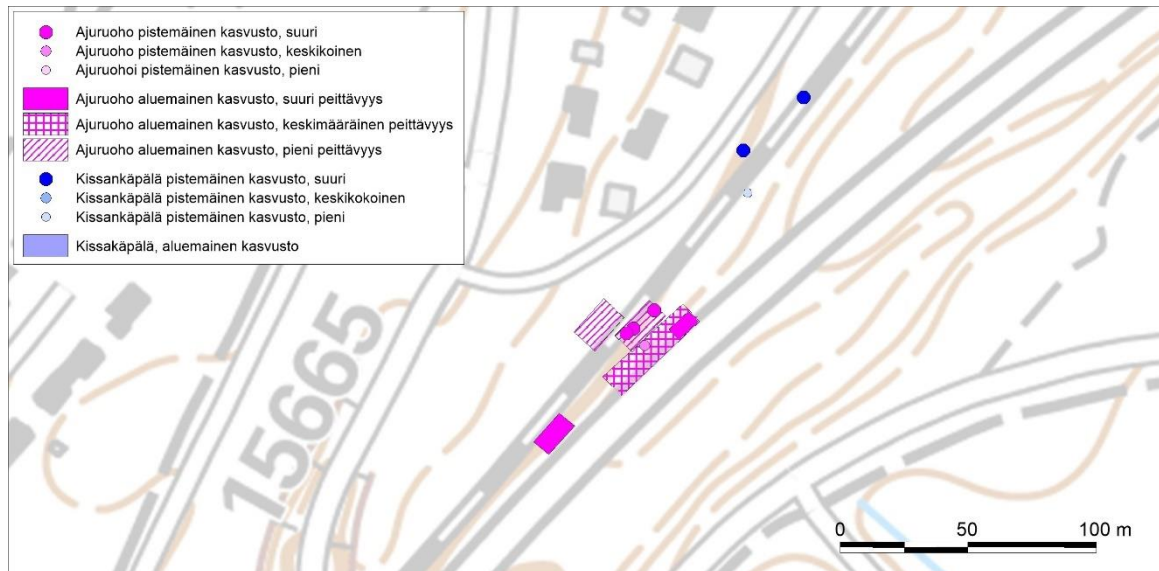 Ajuruoho pistemäinen kasvusto, suuri
Ajuruoho pistemäinen kasvusto, keskikoinen
Ajuruohoi pistemäinen kasvusto, pieni
Ajuruoho aluemainen kasvusto, suuri peittävyys
Ajuruoho aluemainen kasvusto, keskimääräinen peittävyys
Ajuruoho aluemainen kasvusto, pieni peittävyys
Kissankäpälä pistemäinen kasvusto, suuri
Kissankäpälä pistemäinen kasvusto, keskikokoinen
Kissankäpälä pistemäinen kasvusto, pieni
Kissakäpälä, aluemainen kasvusto
15665
0 50 100 m